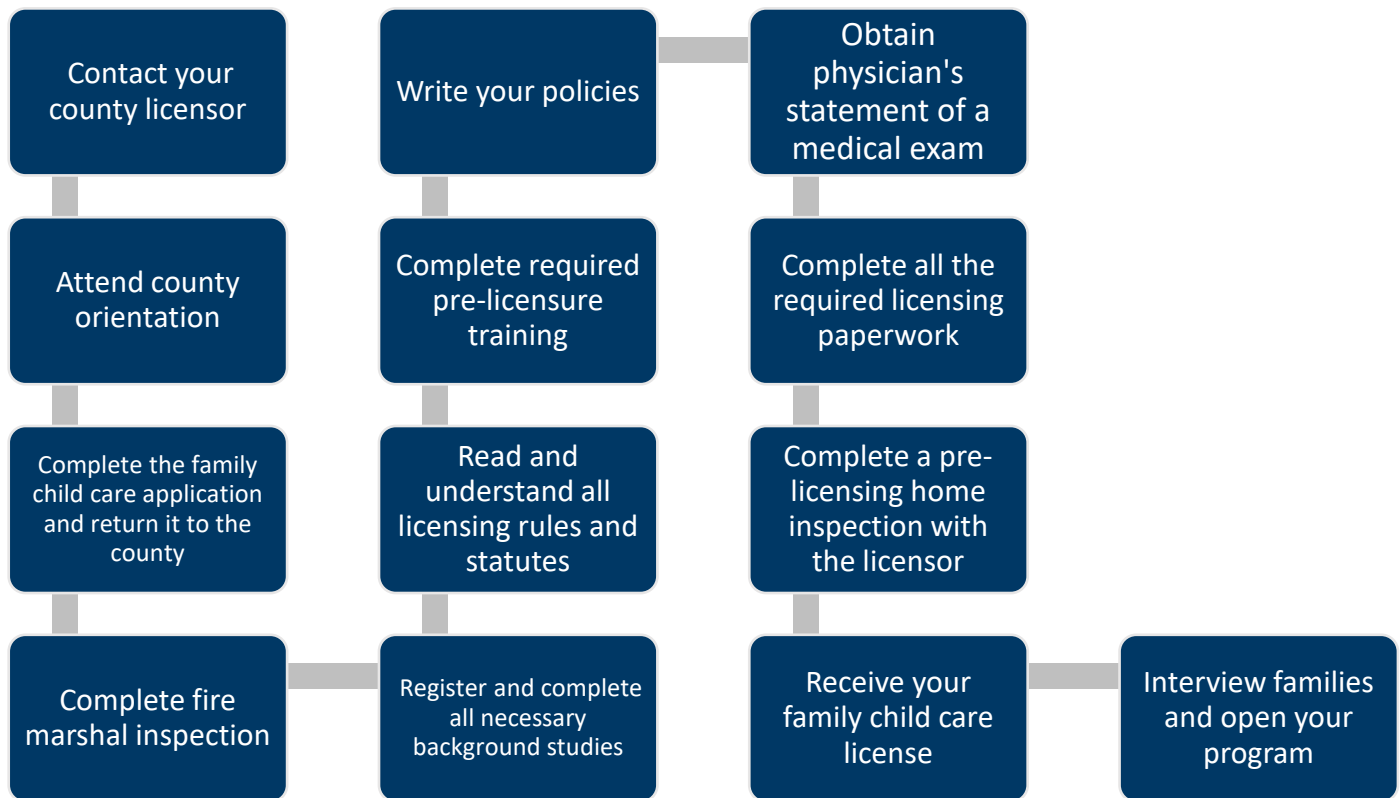 Contact your
county licensor
Attend county
orientation
Complete the family
child care application
and return it to the
county
Complete fire
marshal inspection
Register and complete
all necessary
background studies
Read and
understand all
licensing rules and
statutes
Complete required
pre-licensure
training
Write your policies
Obtain
physician's
statement of a
medical exam
Complete all the
required licensing
paperwork
Complete a pre-
licensing home
inspection with
the licensor
Receive your
family child care
license
Interview families
and open your
program